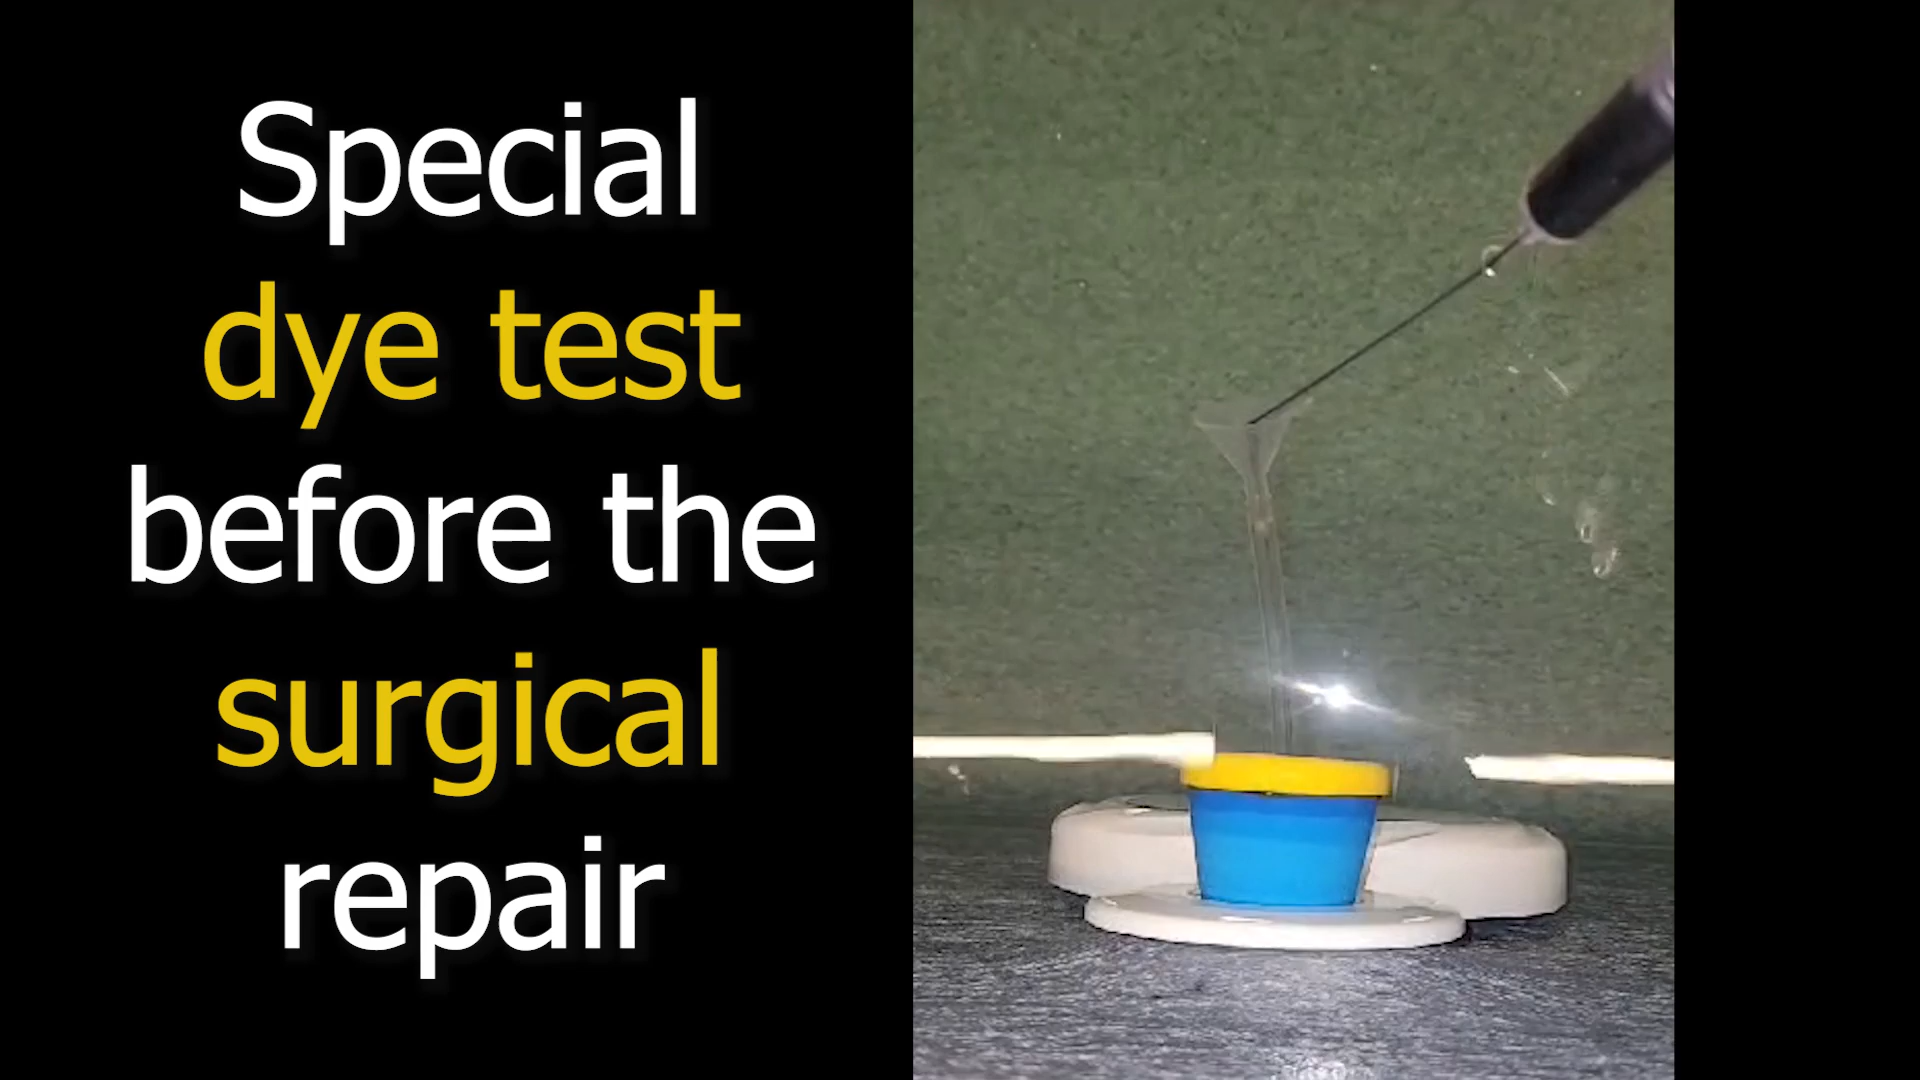 Special
dye test
before the
surgical
repair